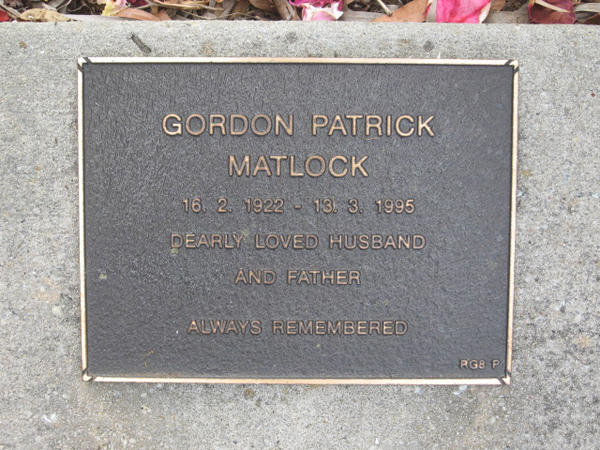 GORDON PATRICK
MATLOCK
16. 2. 1922 - 13. 3. 1995
DEARLY LOVED HUSBAND
AND FATHER
ALWAYS REMEMBERED
RG8 P